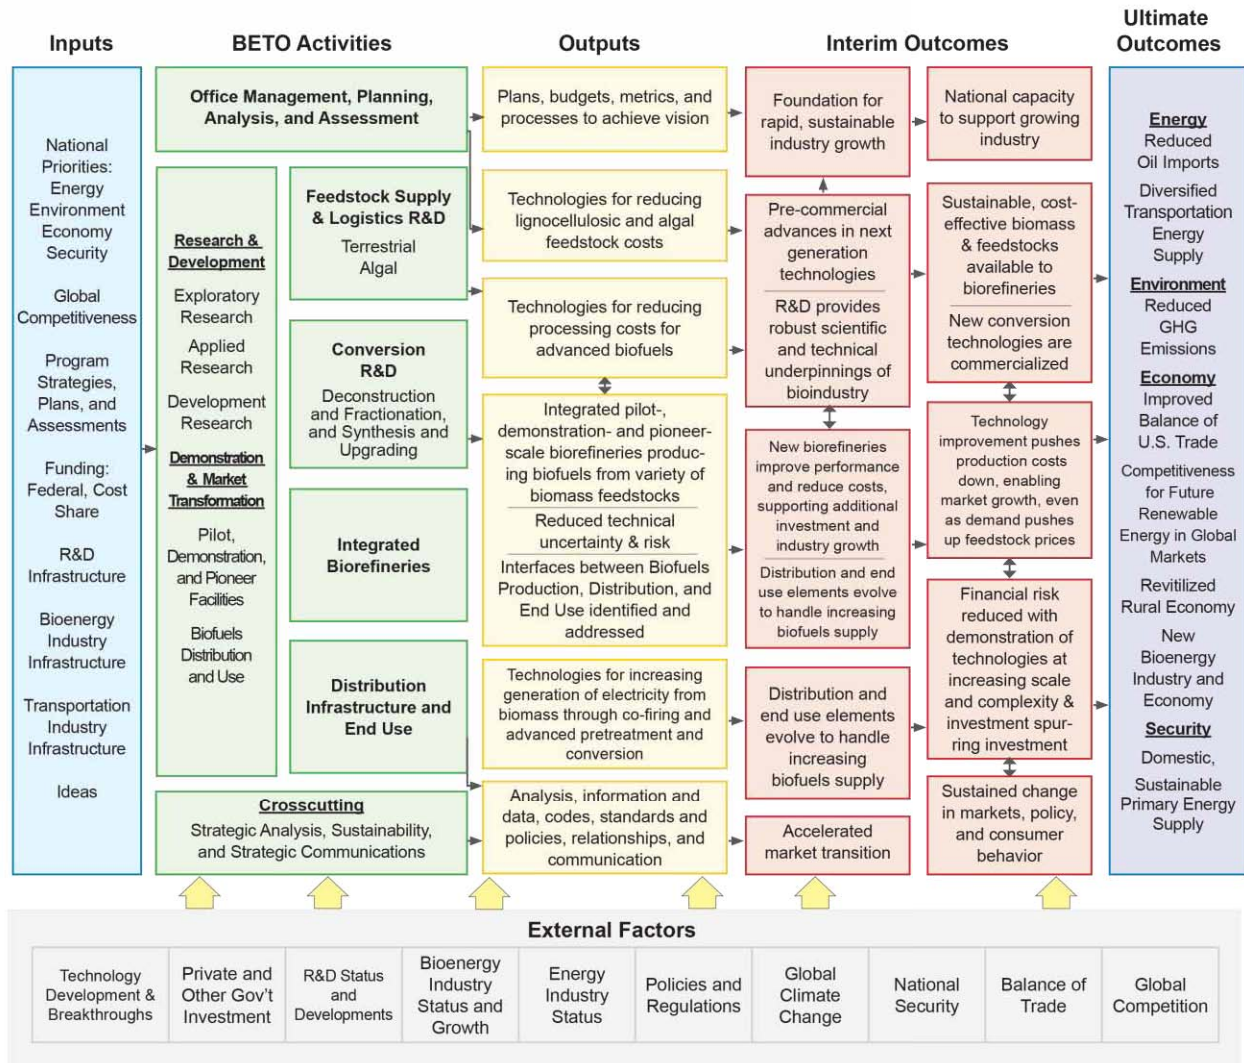 Inputs
BETO Activities
Outputs
Interim Outcomes
Ultimate
Outcomes
National
Priorities:
Energy
Environment
Economy
Security
Global
Competitiveness
Program
Strategies,
Plans, and
Assessments
Funding:
Federal, Cost
Share
R&D
Infrastructure
Bioenergy
Industry
Infrastructure
Transportation
Industry
Infrastructure
Ideas
Office Management, Planning,
Analysis, and Assessment
Research &
Development
Exploratory
Research
Applied
Research
Development
Research
Demonstration
& Market
Transformation
Pilot,
Demonstration,
and Pioneer
Facilities
Biofuels
Distribution
and Use
Feedstock Supply
& Logistics R&D
Terrestrial
Algal
Conversion
R&D
Deconstruction
and Fractionation,
and Synthesis and
Upgrading
Integrated
Biorefineries
Distribution
Infrastructure and
End Use
Crosscutting
Strategic Analysis, Sustainability,
and Strategic Communications
Plans, budgets, metrics, and
processes to achieve vision
Technologies for reducing
lignocellulosic and algal
feedstock costs
Technologies for reducing
processing costs for
advanced biofuels
Integrated pilot-,
demonstration- and pioneer-
scale biorefineries produc-
ing biofuels from variety of
biomass feedstocks
Reduced technical
uncertainty & risk
Interfaces between Biofuels
Production, Distribution, and
End Use identified and
addressed
Technologies for increasing
generation of electricity from
biomass through co-firing and
advanced pretreatment and
conversion
Analysis, information and
data, codes, standards and
policies, relationships, and
communication
Foundation for
rapid, sustainable
industry growth
Pre-commercial
advances in next
generation
technologies
R&D provides
robust scientific
and technical
underpinnings of
bioindustry
New biorefineries
improve performance
and reduce costs,
supporting additional
investment and
industry growth
Distribution and end
use elements evolve
to handle increasing
biofuels supply
Distribution and
end use elements
evolve to handle
increasing
biofuels supply
Accelerated
market transition
National capacity
to support growing
industry
Sustainable, cost-
effective biomass
& feedstocks
available to
biorefineries
New conversion
technologies are
commercialized
Technology
improvement pushes
production costs
down, enabling
market growth, even
as demand pushes
up feedstock prices
Financial risk
reduced with
demonstration of
technologies at
increasing scale
and complexity &
investment spur-
ring investment
Sustained change
in markets, policy,
and consumer
behavior
Energy
Reduced
Oil Imports
Diversified
Transportation
Energy
Supply
Environment
Reduced
GHG
Emissions
Economy
Improved
Balance of
U.S. Trade
Competitiveness
for Future
Renewable
Energy in Global
Markets
Revitilized
Rural Economy
New
Bioenergy
Industry and
Economy
Security
Domestic,
Sustainable
Primary Energy
Supply
External Factors
Technology
Development &
Breakthroughs
Private and
Other Gov't
Investment
R&D Status
and
Developments
Bioenergy
Industry
Status and
Growth
Energy
Industry
Status
Policies and
Regulations
Global
Climate
Change
National
Security
Balance of
Trade
Global
Competition